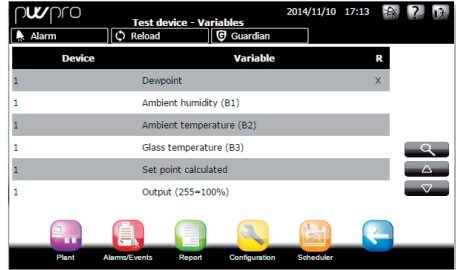 pwpro
Test device - Variables
2014/11/10 17:13
Alarm Reload Guardian
Device Variable R
1 Dewpoint X
1 Ambient humidity (B1)
1 Ambient temperature (B2)
1 Glass temperature (B3)
1 Set point calculated
1 Output (255=100%)
Plant Alarms/Events Report Configuration Scheduler